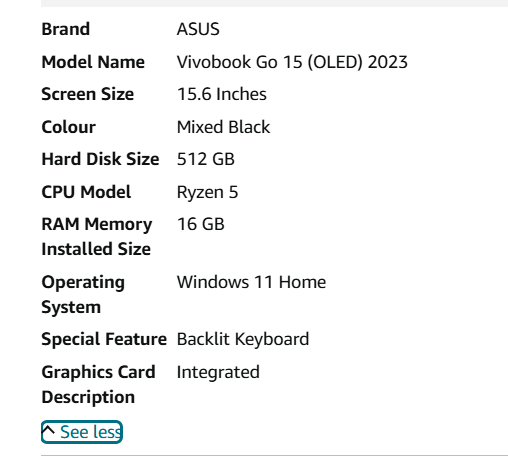 Brand ASUS
Model Name Vivobook Go 15 (OLED) 2023
Screen Size 15.6 Inches
Colour Mixed Black
Hard Disk Size 512 GB
CPU Model Ryzen 5
RAM Memory 16 GB
Installed Size
Operating Windows 11 Home
System
Special Feature Backlit Keyboard
Graphics Card Integrated
Description
See less